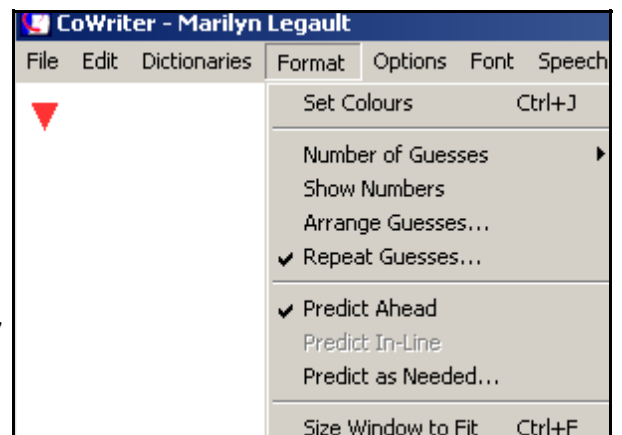 CoWriter - Marilyn Legault
File Edit Dictionaries Format Options Font Speech
Set Colours Ctrl+J
Number of Guesses
Show Numbers
Arrange Guesses...
Repeat Guesses...
Predict Ahead
Predict In-Line
Predict as Needed...
Size Window to Fit Ctrl+F